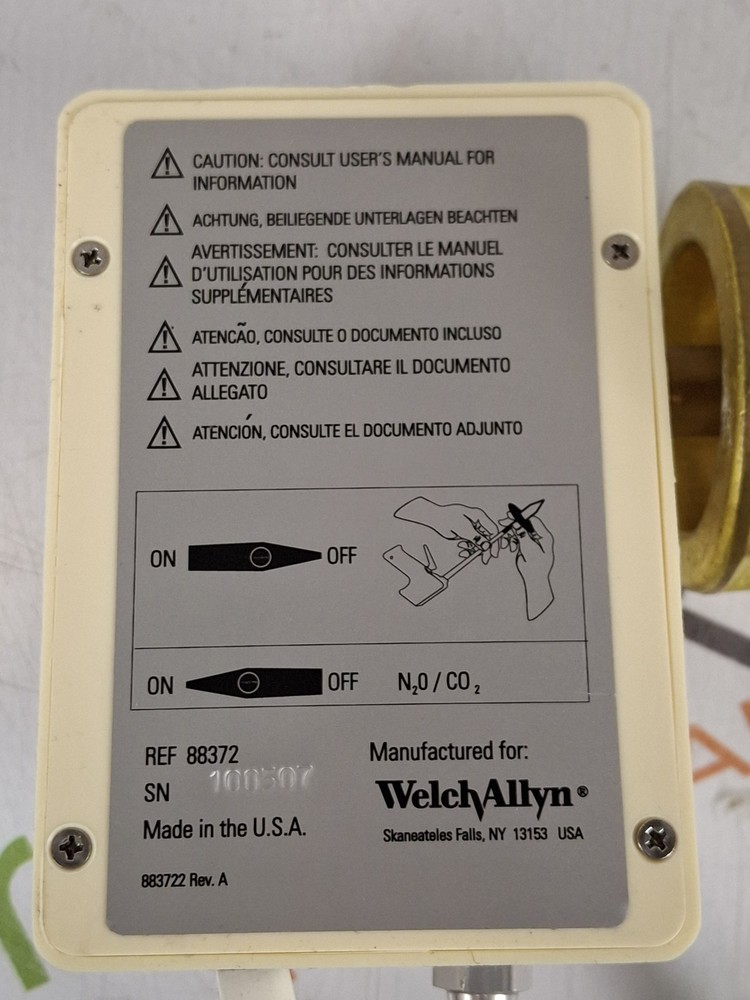 CAUTION: CONSULT USER'S MANUAL FOR
INFORMATION
ACHTUNG, BEILIEGENDE UNTERLAGEN BEACHTEN
AVERTISSEMENT: CONSULTER LE MANUEL
D'UTILISATION POUR DES INFORMATIONS
SUPPLÉMENTAIRES
ATENCÃO, CONSULTE O DOCUMENTO INCLUSO
ATTENZIONE, CONSULTARE IL DOCUMENTO
ALLEGATO
ATENCIÓN, CONSULTE EL DOCUMENTO ADJUNTO
ON OFF
ON OFF N₂O / CO₂
REF 88372
SN 100507
Made in the U.S.A.
883722 Rev. A
Manufactured for:
WelchAllyn®
Skaneateles Falls, NY 13153 USA